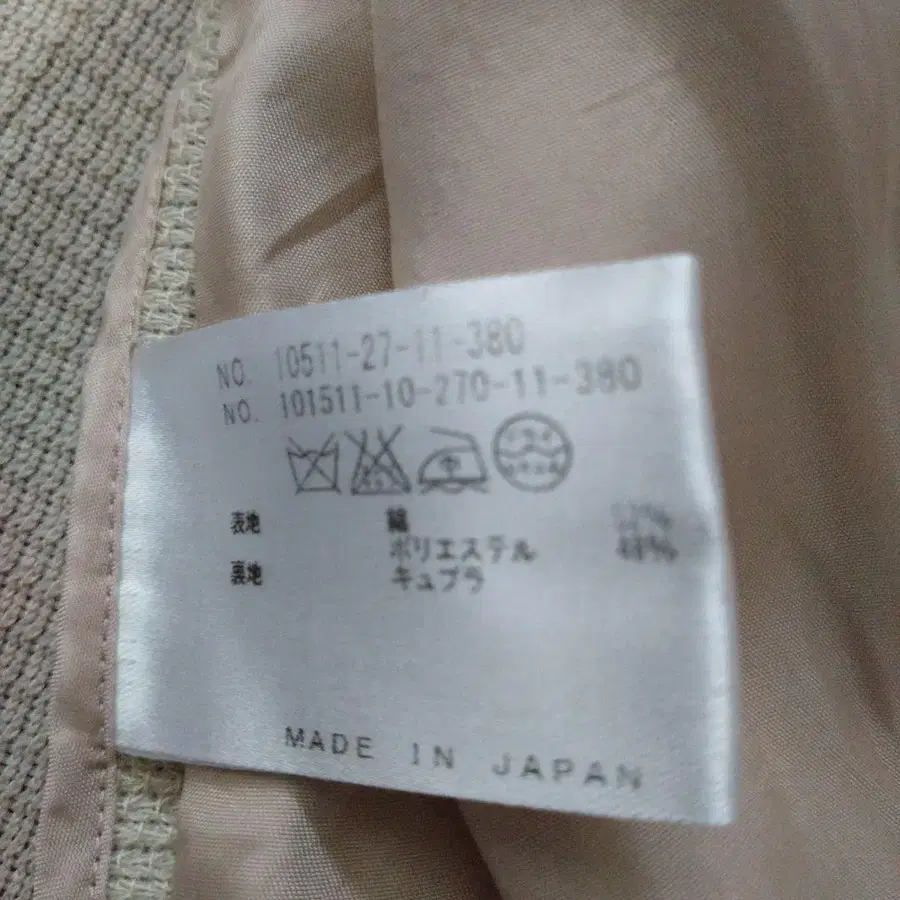 NO. 10511-27-11-380
NO. 101511-10-270-11-380
表地 綿
ポリエステル 48%
裏地 キュプラ
MADE IN JAPAN